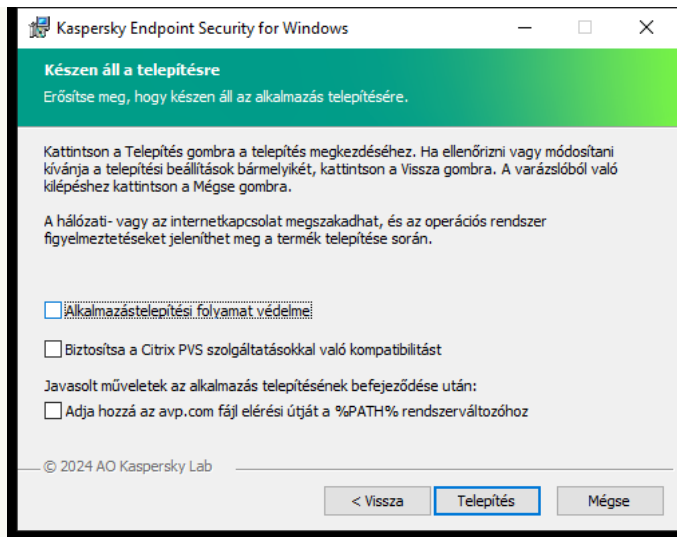 Kaspersky Endpoint Security for Windows
Készen áll a telepítésre
Erősítse meg, hogy készen áll az alkalmazás telepítésére.
Kattintson a Telepítés gombra a telepítés megkezdéséhez. Ha ellenőrizni vagy módosítani
kívánja a telepítési beállítások bármelyikét, kattintson a Vissza gombra. A varázslóból való
kilépéshez kattintson a Mégse gombra.
A hálózati- vagy az internetkapcsolat megszakadhat, és az operációs rendszer
figyelmeztetéseket jeleníthet meg a termék telepítése során.
Alkalmazástelepítési folyamat védelme
Biztosítsa a Citrix PVS szolgáltatásokkal való kompatibilitást
Javasolt műveletek az alkalmazás telepítésének befejeződése után:
Adja hozzá az avp.com fájl elérési útját a %PATH% rendszerváltozóhoz
© 2024 AO Kaspersky Lab
< Vissza Telepítés Mégse